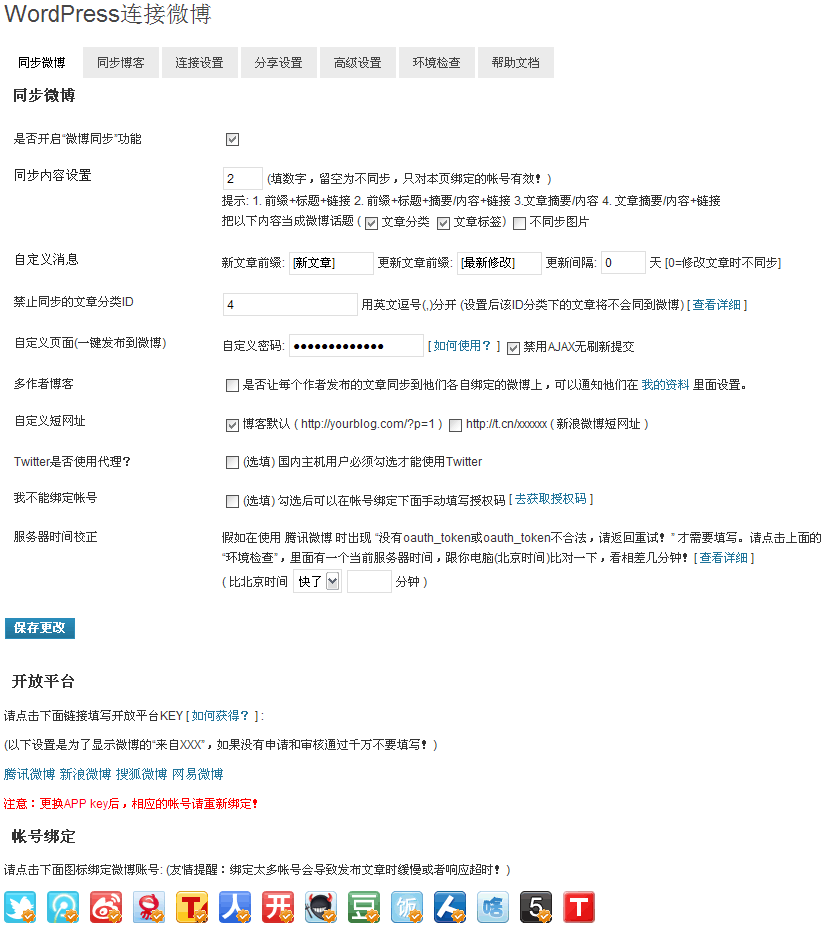 WordPress连接微博
同步微博 同步博客 连接设置 分享设置 高级设置 环境检查 帮助文档
同步微博
是否开启“微博同步”功能
同步内容设置 2 (填数字，留空为不同步，只对本页绑定的帐号有效！)
提示: 1. 前缀+标题+链接 2. 前缀+标题+摘要/内容+链接 3.文章摘要/内容 4. 文章摘要/内容+链接
把以下内容当成微博话题 ( 文章分类 文章标签) 不同步图片
自定义消息 新文章前缀: [新文章] 更新文章前缀: [最新修改] 更新间隔: 0 天 [0=修改文章时不同步]
禁止同步的文章分类ID 4 用英文逗号(,)分开 (设置后该ID分类下的文章将不会同到微博) [ 查看详细 ]
自定义页面(一键发布到微博) 自定义密码: ●●●●●●●●●●●●● [ 如何使用？ ] 禁用AJAX无刷新提交
多作者博客 是否让每个作者发布的文章同步到他们各自绑定的微博上，可以通知他们在 我的资料 里面设置。
自定义短网址 博客默认 ( http://yourblog.com/?p=1 ) http://t.cn/xxxxxx ( 新浪微博短网址 )
Twitter是否使用代理？ (选填) 国内主机用户必须勾选才能使用Twitter
我不能绑定帐号 (选填) 勾选后可以在帐号绑定下面手动填写授权码 [ 去获取授权码 ]
服务器时间校正 假如在使用 腾讯微博 时出现 “没有oauth_token或oauth_token不合法，请返回重试！” 才需要填写。请点击上面的
“环境检查”，里面有一个当前服务器时间，跟你电脑(北京时间)比对一下，看相差几分钟！[ 查看详细 ]
( 比北京时间 快了 分钟 )
保存更改
开放平台
请点击下面链接填写开放平台KEY [ 如何获得？ ] :
(以下设置是为了显示微博的“来自XXX”，如果没有申请和审核通过千万不要填写！)
腾讯微博 新浪微博 搜狐微博 网易微博
注意：更换APP key后，相应的帐号请重新绑定！
帐号绑定
请点击下面图标绑定微博账号: (友情提醒：绑定太多帐号会导致发布文章时缓慢或者响应超时！)
T 人 开 豆 饭 人 啥 5 T